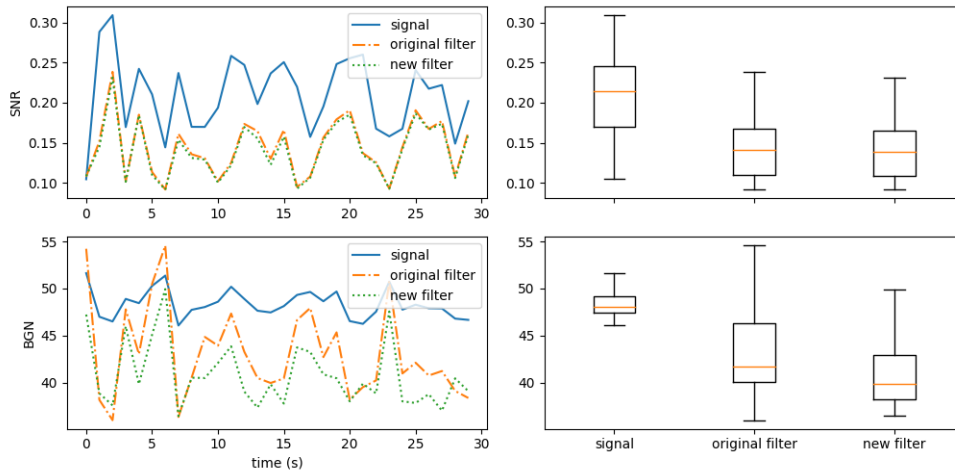 0.30
0.25
0.20
0.15
0.10
SNR
signal
original filter
new filter
0 5 10 15 20 25 30
0.30
0.25
0.20
0.15
0.10
55
50
45
40
BGN
signal
original filter
new filter
0 5 10 15 20 25 30
time (s)
55
50
45
40
signal original filter new filter